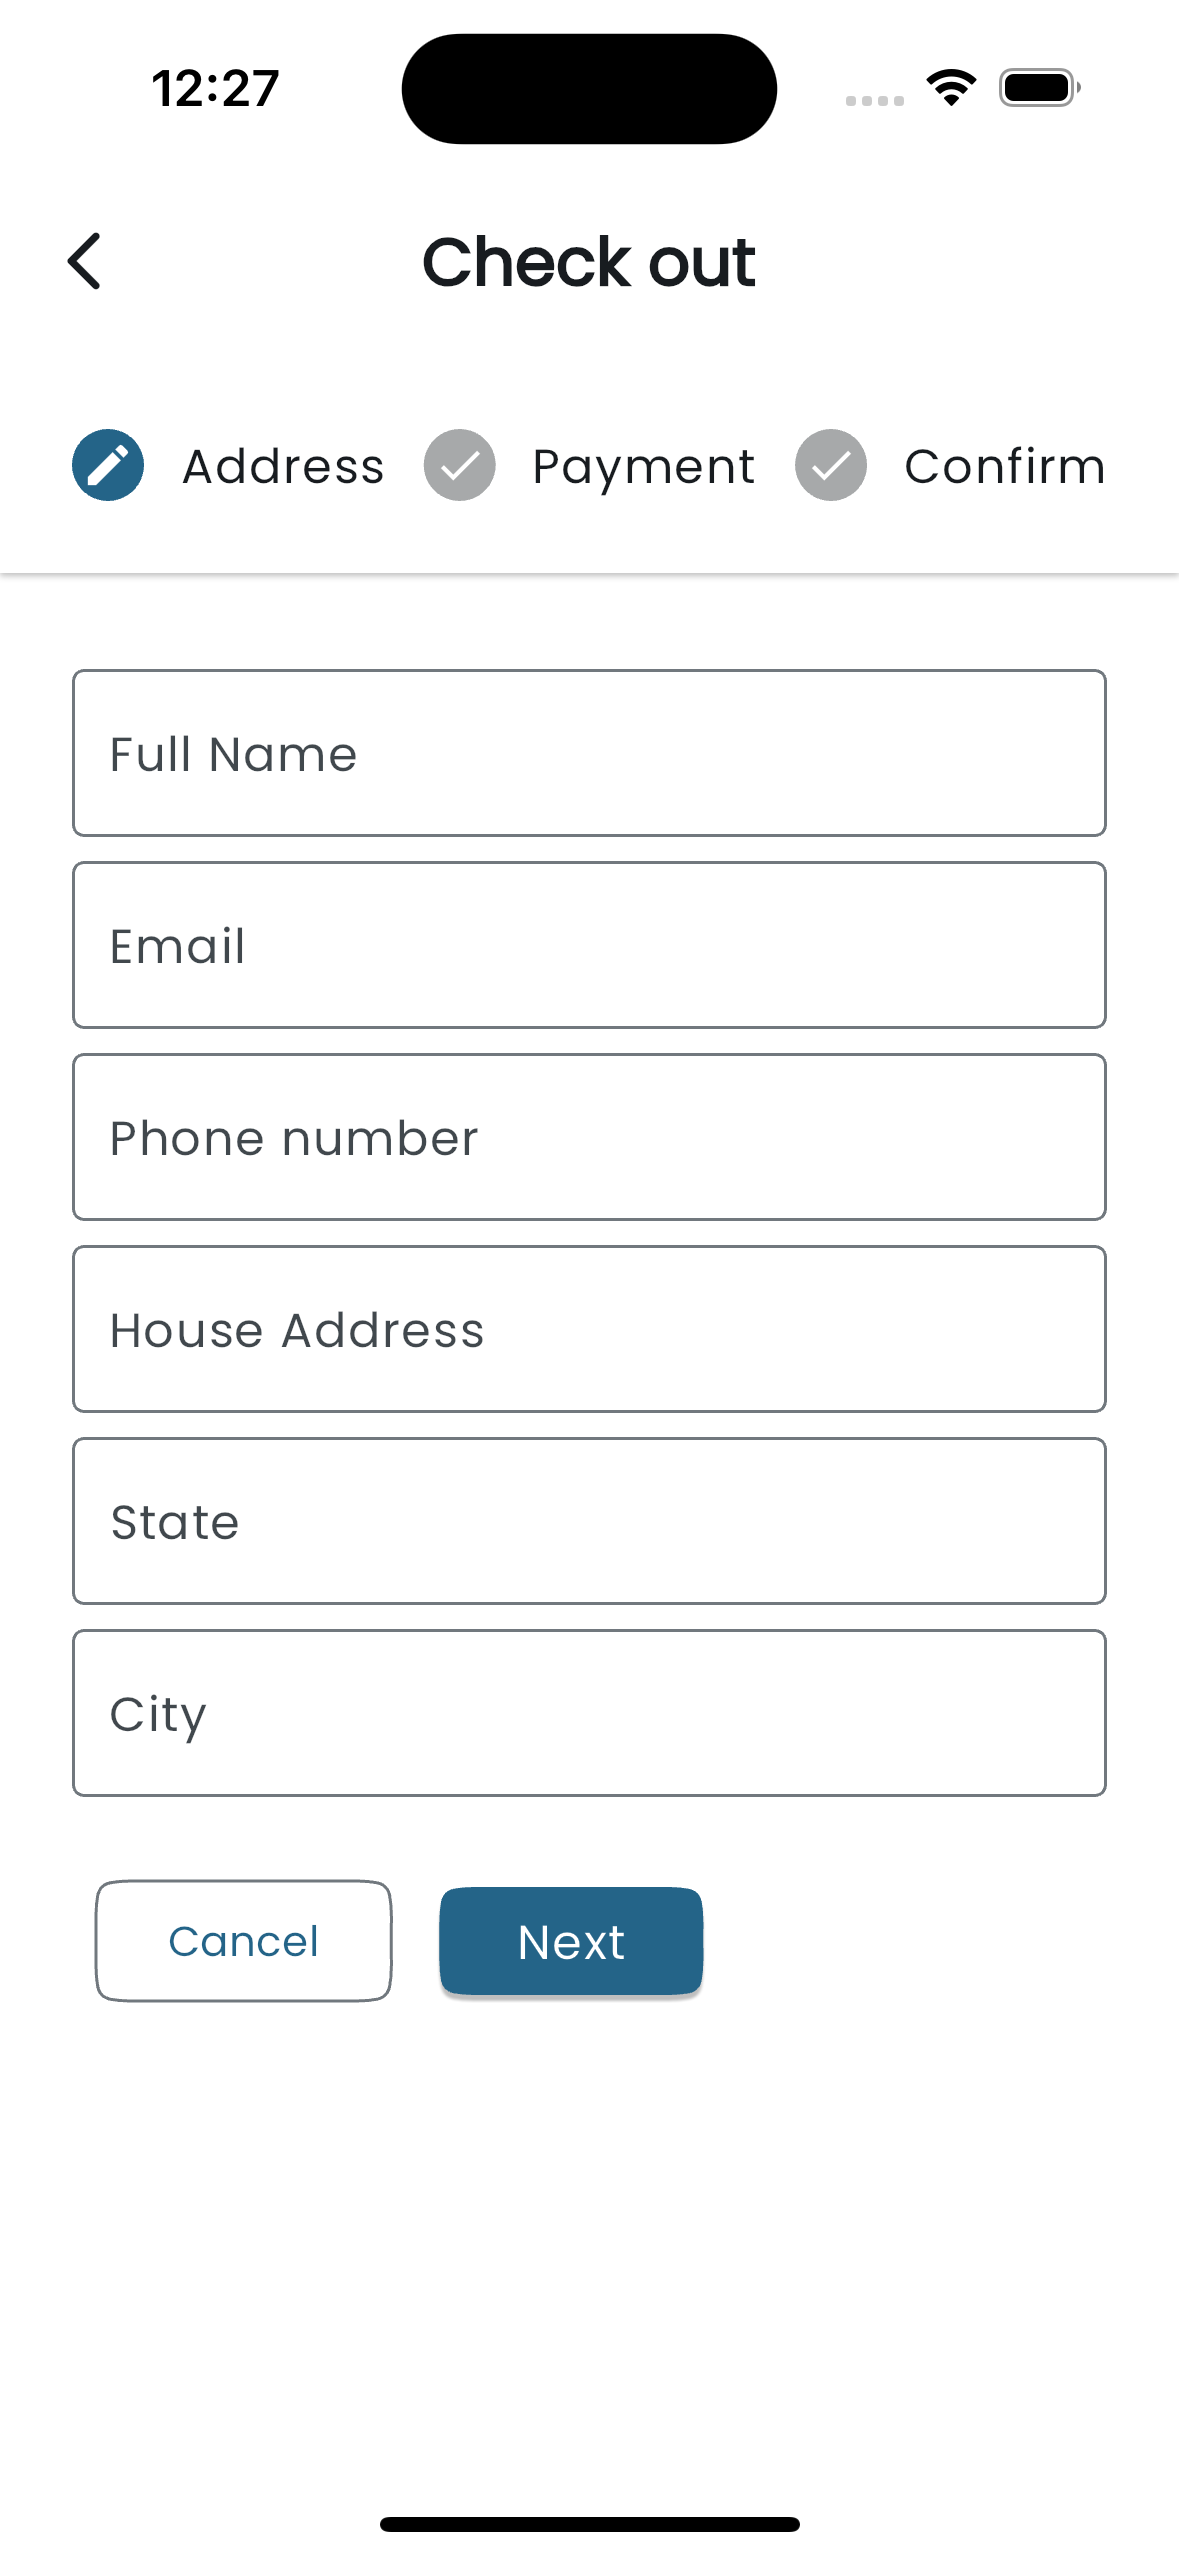 12:27
Check out
Address Payment Confirm
Full Name
Email
Phone number
House Address
State
City
Cancel Next